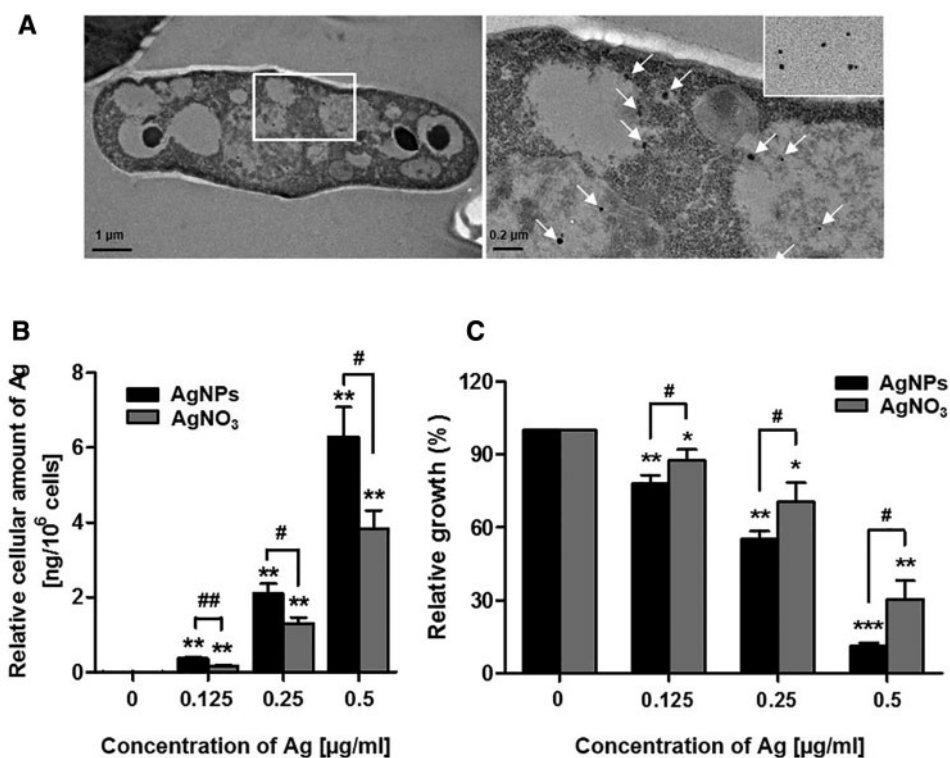 A
1 µm
0.2 µm
B
Relative cellular amount of Ag
[ng/10⁶ cells]
8
6
4
2
0
AgNPs
AgNO₃
##
**
**
#
**
**
#
**
**
0
0.125
0.25
0.5
Concentration of Ag [µg/ml]
C
Relative growth (%)
120
90
60
30
0
AgNPs
AgNO₃
#
**
*
#
**
*
#
***
**
0
0.125
0.25
0.5
Concentration of Ag [µg/ml]